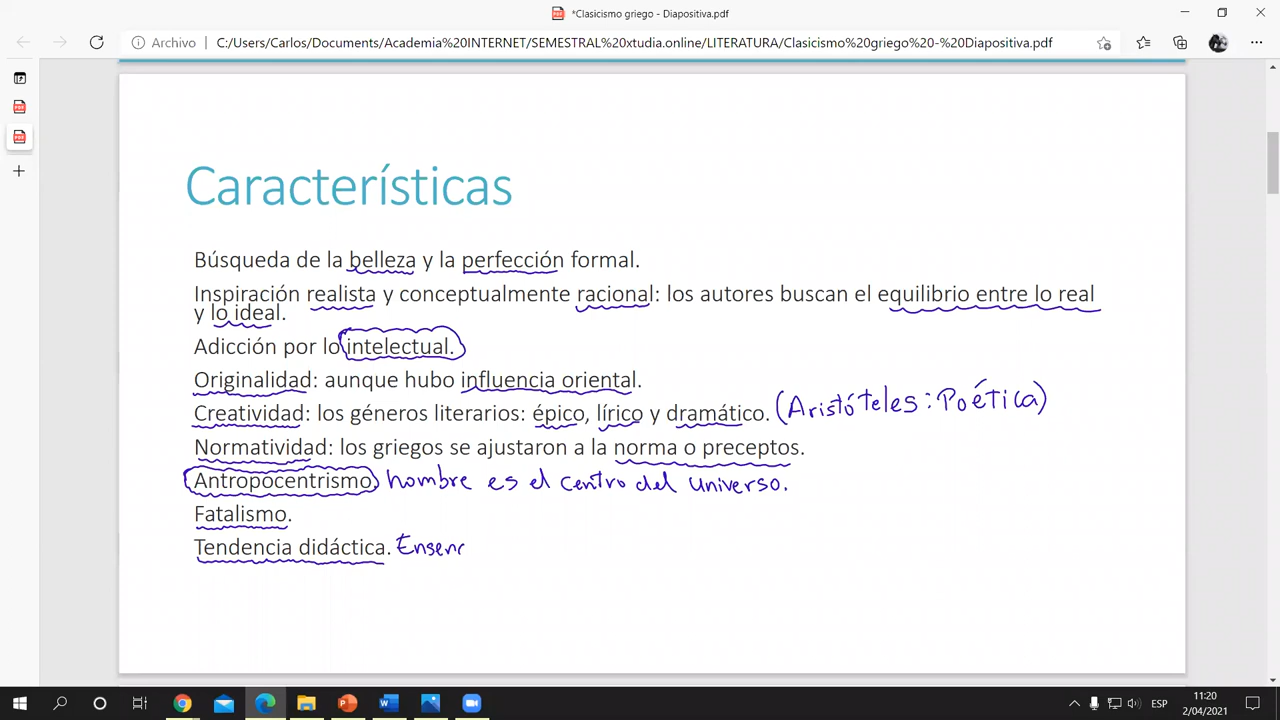 *Clasicismo griego - Diapositiva.pdf
Archivo C:/Users/Carlos/Documents/Academia%20INTERNET/SEMESTRAL%20xtudia.online/LITERATURA/Clasicismo%20griego%20-%20Diapositiva.pdf
Características
Búsqueda de la belleza y la perfección formal.
Inspiración realista y conceptualmente racional: los autores buscan el equilibrio entre lo real
y lo ideal.
Adicción por lo intelectual.
Originalidad: aunque hubo influencia oriental.
Creatividad: los géneros literarios: épico, lírico y dramático. (Aristóteles: Poética)
Normatividad: los griegos se ajustaron a la norma o preceptos.
Antropocentrismo. hombre es el centro del universo.
Fatalismo.
Tendencia didáctica. Ensenc
ESP
11:20
2/04/2021